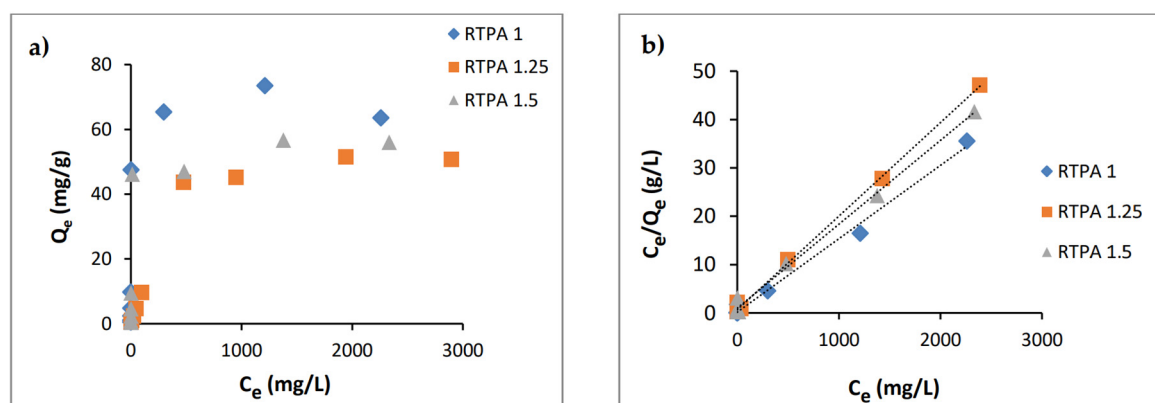 a)
RTPA 1
RTPA 1.25
RTPA 1.5
80
60
40
20
0
Qe (mg/g)
0 1000 2000 3000
Ce (mg/L)
b)
50
40
30
20
10
0
Ce/Qe (g/L)
RTPA 1
RTPA 1.25
RTPA 1.5
0 1000 2000 3000
Ce (mg/L)